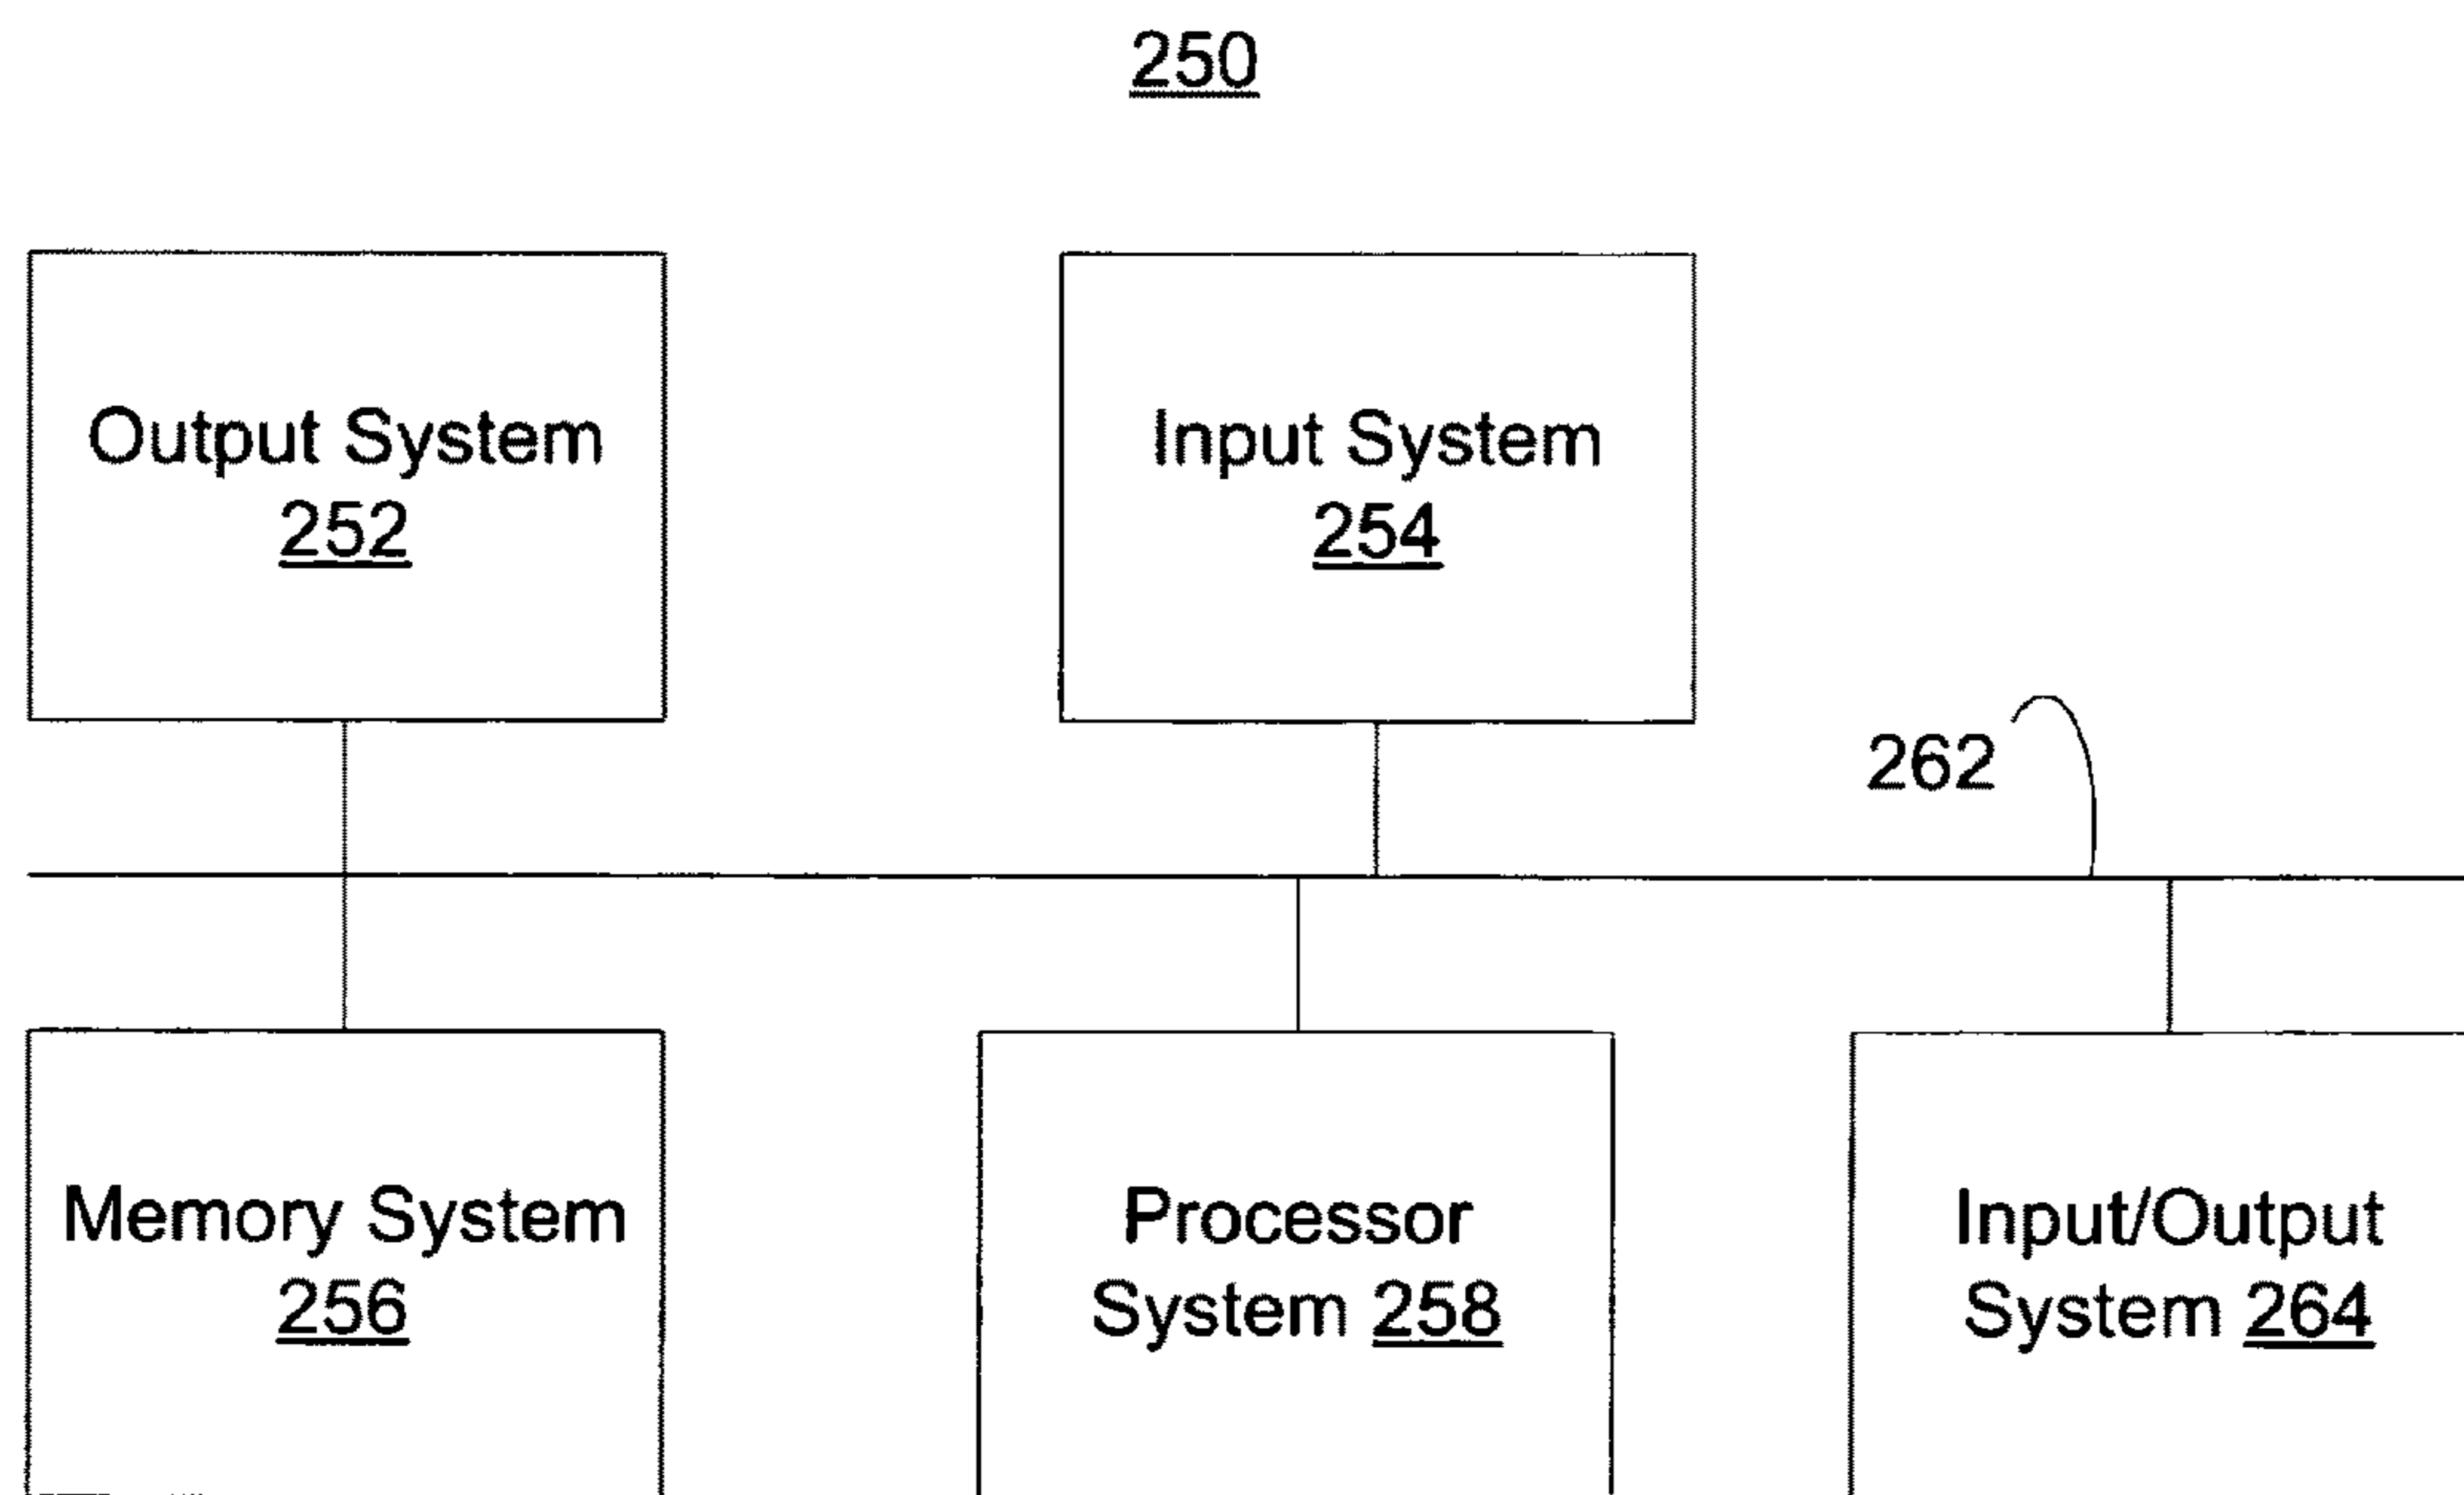 250
Output System
252
Input System
254
262
Memory System
256
Processor
System 258
Input/Output
System 264